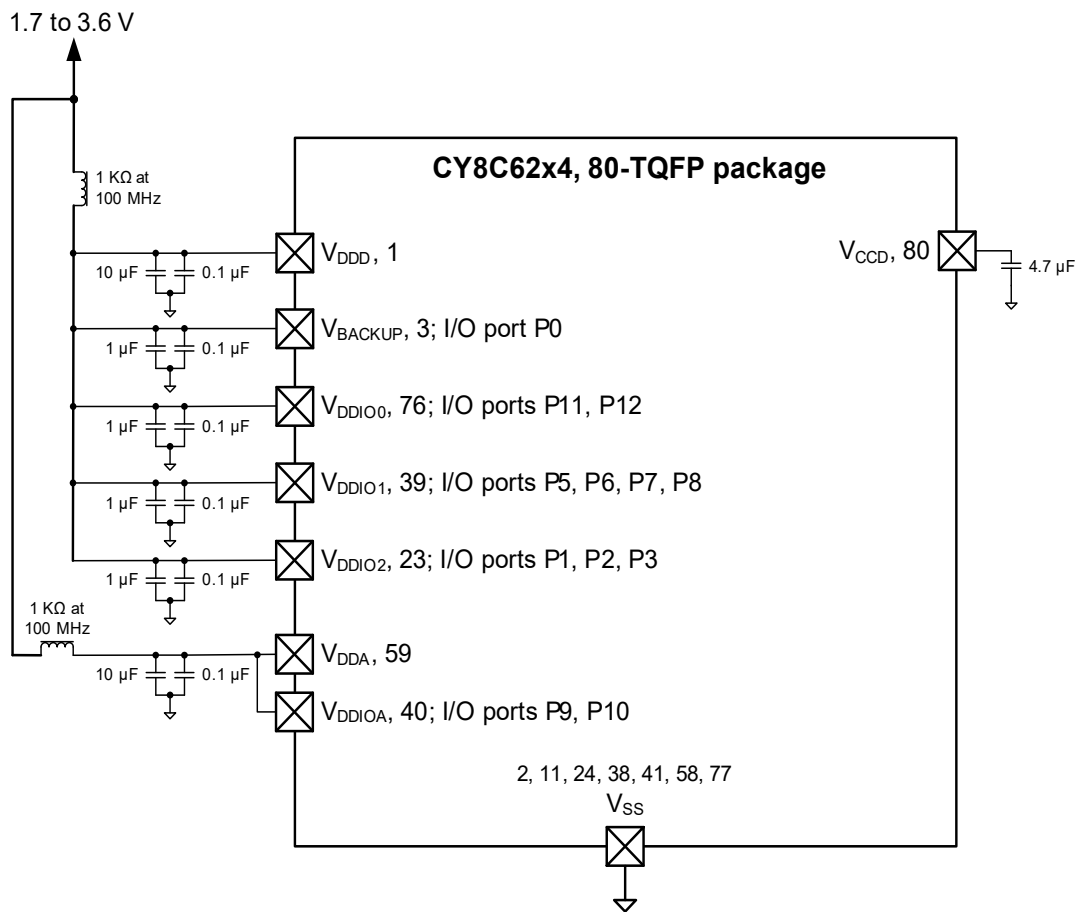 1.7 to 3.6 V
1 KΩ at
100 MHz
CY8C62x4, 80-TQFP package
10 µF
0.1 µF
VDDD, 1
VCCD, 80
4.7 µF
1 µF
0.1 µF
VBACKUP, 3; I/O port P0
1 µF
0.1 µF
VDDIO0, 76; I/O ports P11, P12
1 µF
0.1 µF
VDDIO1, 39; I/O ports P5, P6, P7, P8
1 µF
0.1 µF
VDDIO2, 23; I/O ports P1, P2, P3
1 KΩ at
100 MHz
10 µF
0.1 µF
VDDA, 59
VDDIOA, 40; I/O ports P9, P10
2, 11, 24, 38, 41, 58, 77
VSS